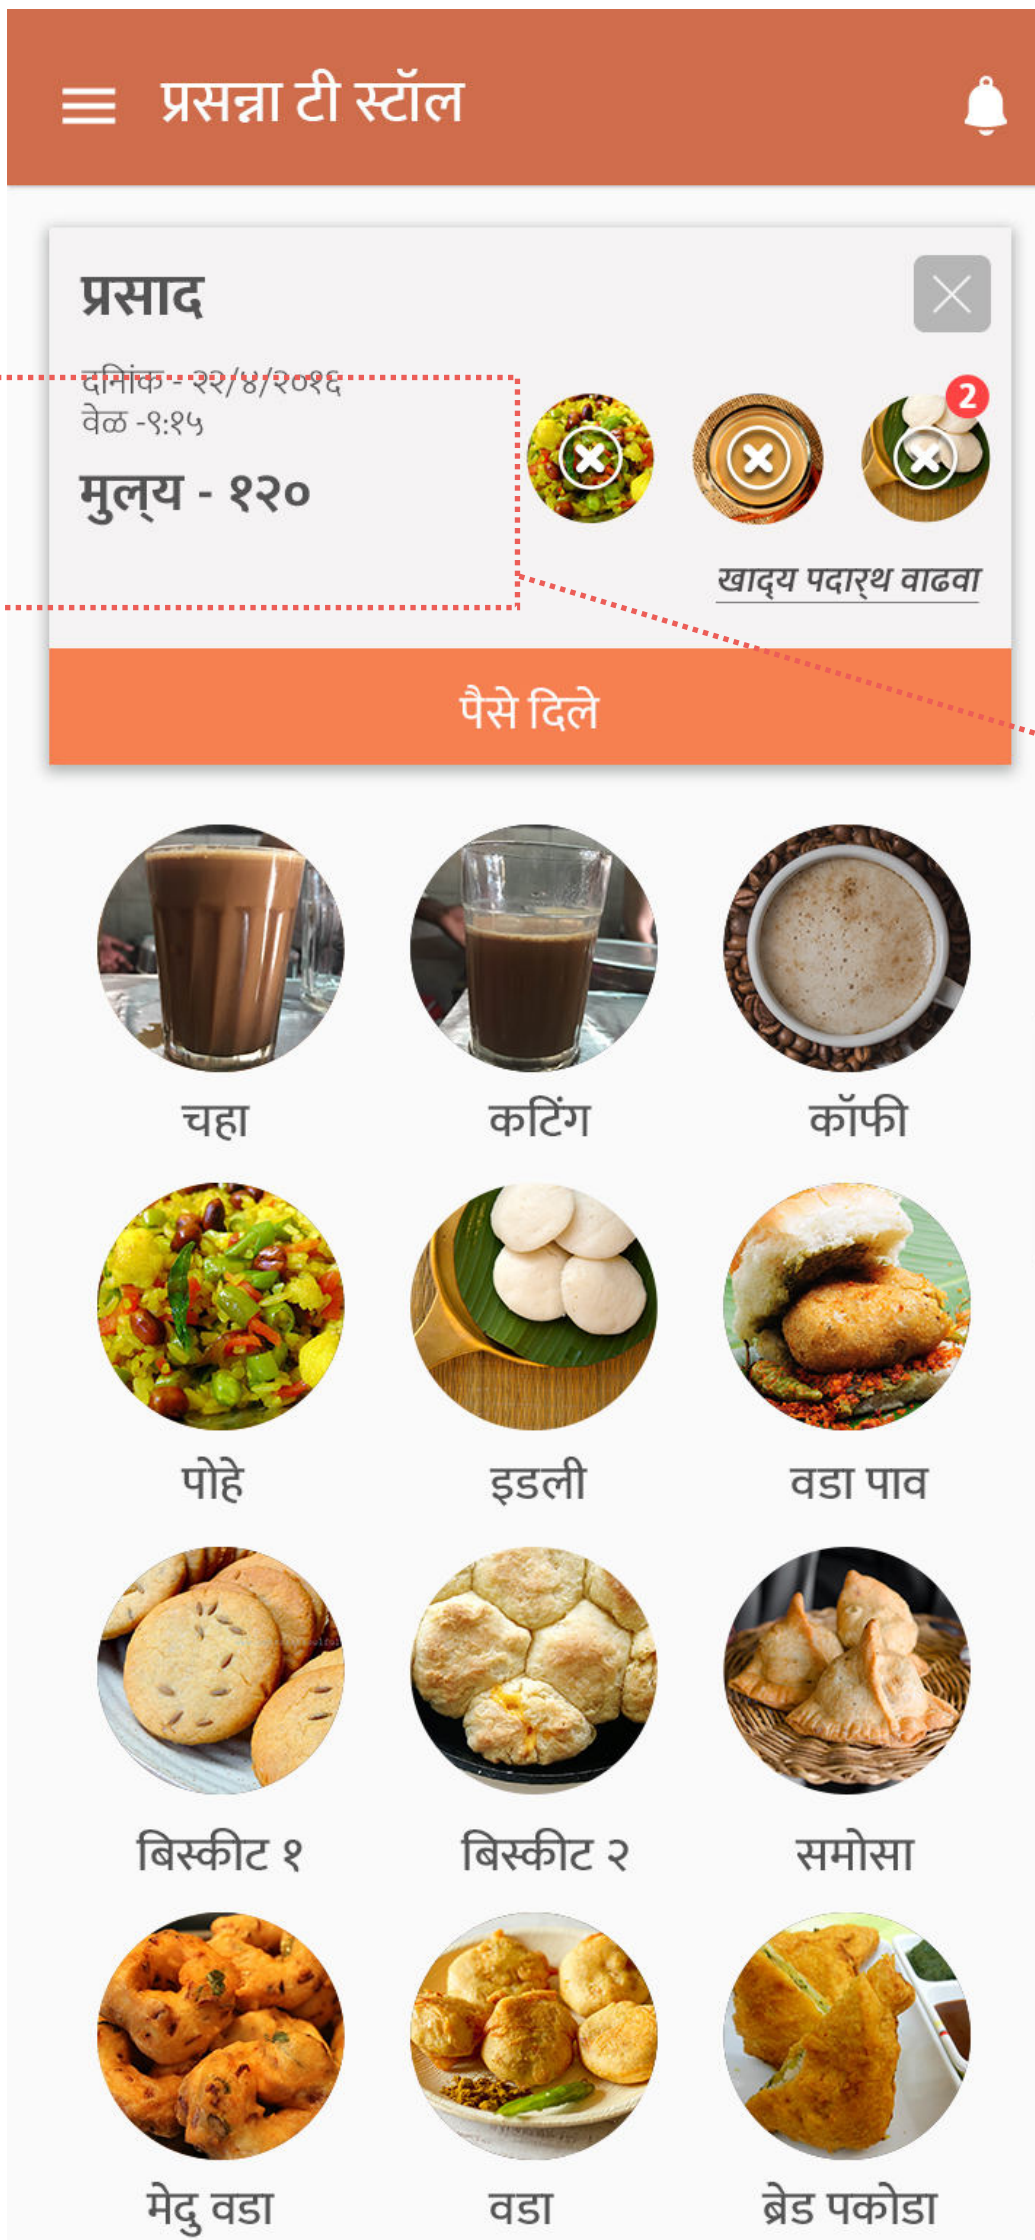 प्रसन्ना टी स्टॉल
प्रसाद
दनिांक - २२/४/२०१६
वेळ -९:१५
मुल्‌य - १२०
2
खाद्‌य पदार्‌थ वाढवा
पैसे दिले
चहा
कटिंग
कॉफी
पोहे
इडली
वडा पाव
बिस्कीट १
बिस्कीट २
समोसा
मेदु वडा
वडा
ब्रेड पकोडा